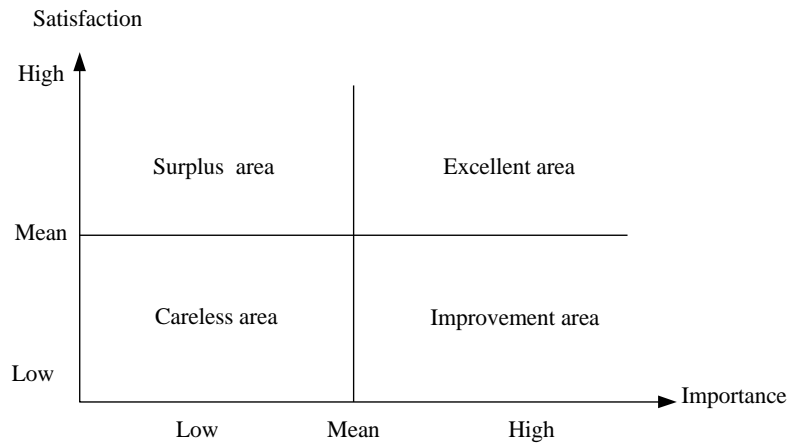 Satisfaction
High
Surplus area
Excellent area
Mean
Careless area
Improvement area
Low
Importance
Low
Mean
High